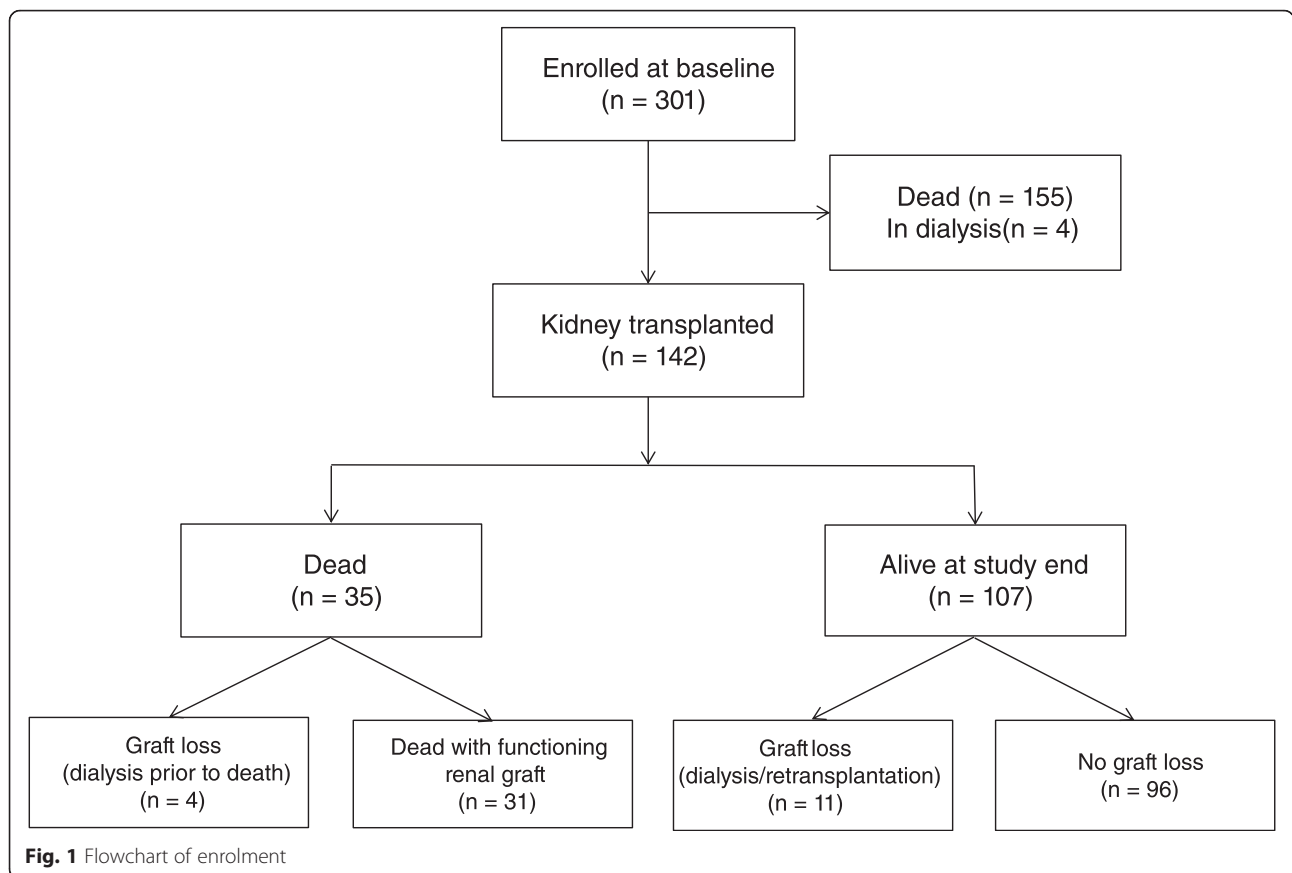 Enrolled at baseline
(n = 301)
Dead (n = 155)
In dialysis(n = 4)
Kidney transplanted
(n = 142)
Dead
(n = 35)
Alive at study end
(n = 107)
Graft loss
(dialysis prior to death)
(n = 4)
Dead with functioning
renal graft
(n = 31)
Graft loss
(dialysis/retransplantation)
(n = 11)
No graft loss
(n = 96)
Fig. 1 Flowchart of enrolment